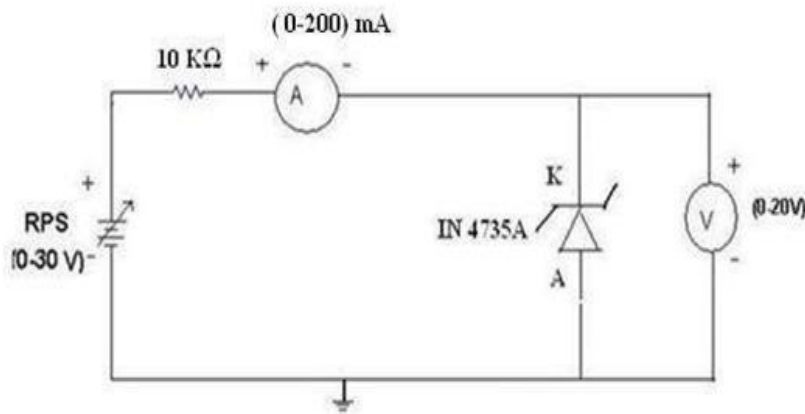 (0-200) mA
10 KΩ
+ -
A
+
K
+
RPS
IN 4735A
V
(0-20V)
(0-30 V)
-
A
-